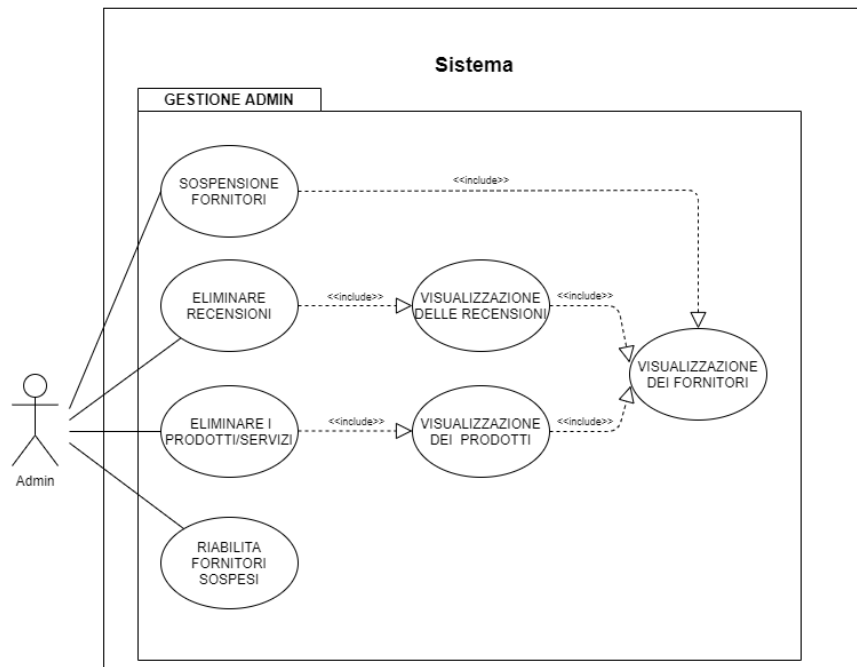 Sistema
GESTIONE ADMIN
SOSPENSIONE
FORNITORI
<<include>>
ELIMINARE
RECENSIONI
<<include>>
VISUALIZZAZIONE
DELLE RECENSIONI
<<include>>
VISUALIZZAZIONE
DEI FORNITORI
ELIMINARE I
PRODOTTI/SERVIZI
<<include>>
VISUALIZZAZIONE
DEI PRODOTTI
<<include>>
Admin
RIABILITA
FORNITORI
SOSPESI